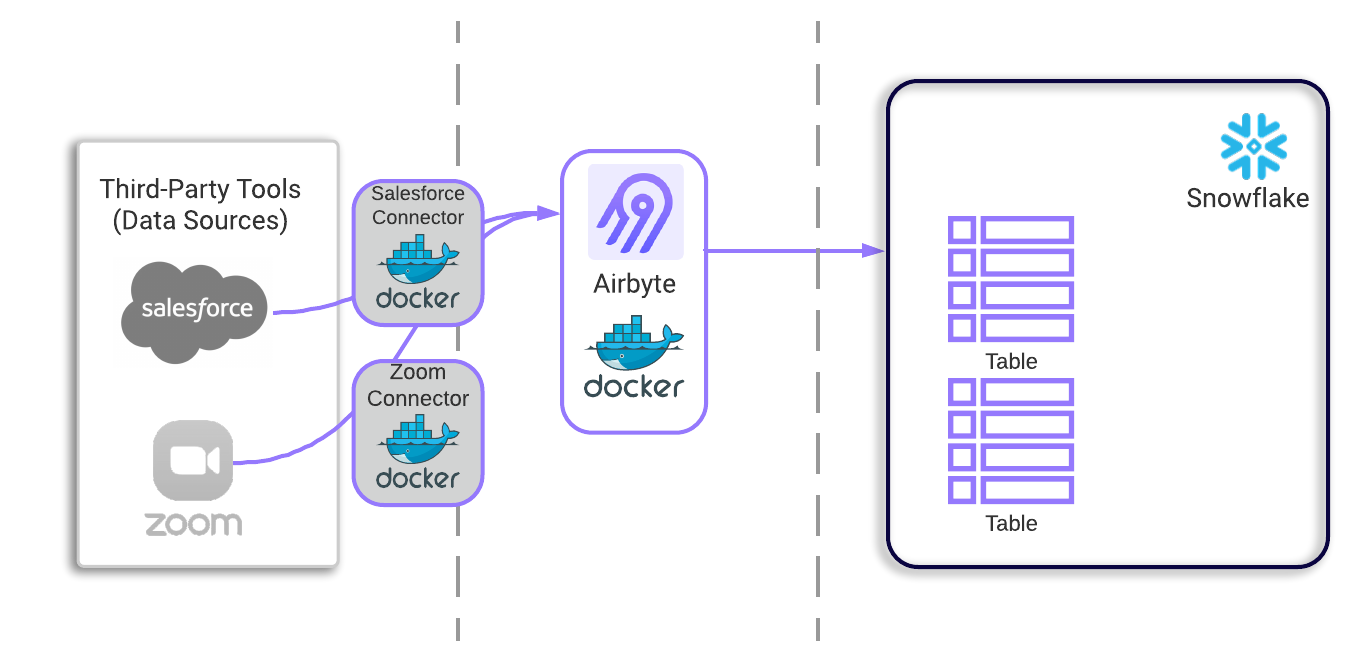 Third-Party Tools
(Data Sources)
salesforce
zoom
Salesforce
Connector
docker
Zoom
Connector
docker
Airbyte
docker
Snowflake
Table
Table